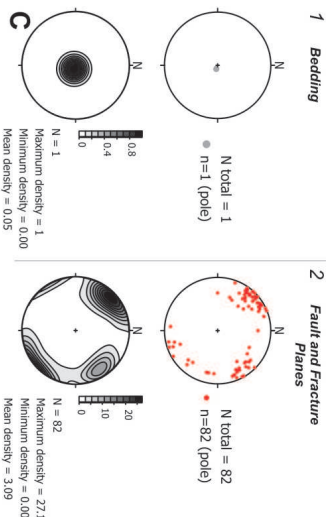 C
1
Bedding
N
N total = 1
n=1 (pole)
N
0
0.4
0.8
N = 1
Maximum density = 1
Minimum density = 0.00
Mean density = 0.05
2
Fault and Fracture
Planes
N
N total = 82
n=82 (pole)
N
0
10
20
N = 82
Maximum density = 27.
Minimum density = 0.00
Mean density = 3.09